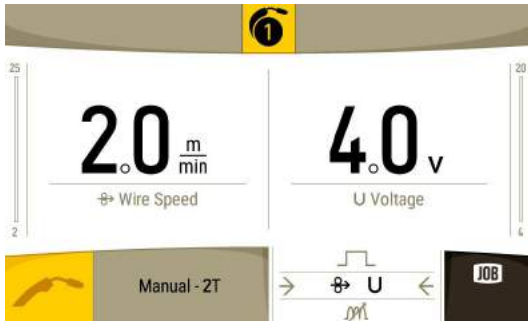 1
25
20
2.0 m/min
4.0 V
Wire Speed
U Voltage
2
4
Manual - 2T
U
JOB